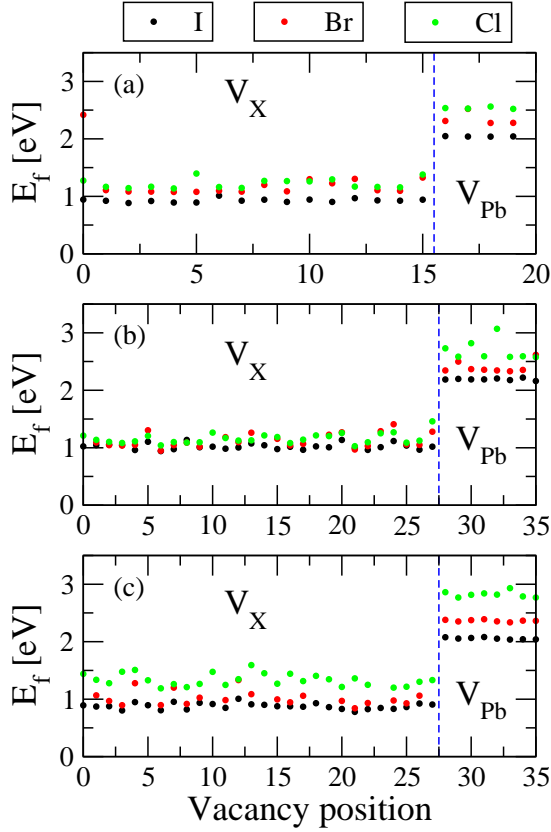 I Br Cl
(a) V_X
E_f [eV]
V_Pb
3
2
1
0
0 5 10 15 20
(b) V_X
E_f [eV]
V_Pb
3
2
1
0
0 5 10 15 20 25 30 35
(c) V_X
E_f [eV]
V_Pb
3
2
1
0
0 5 10 15 20 25 30 35
Vacancy position